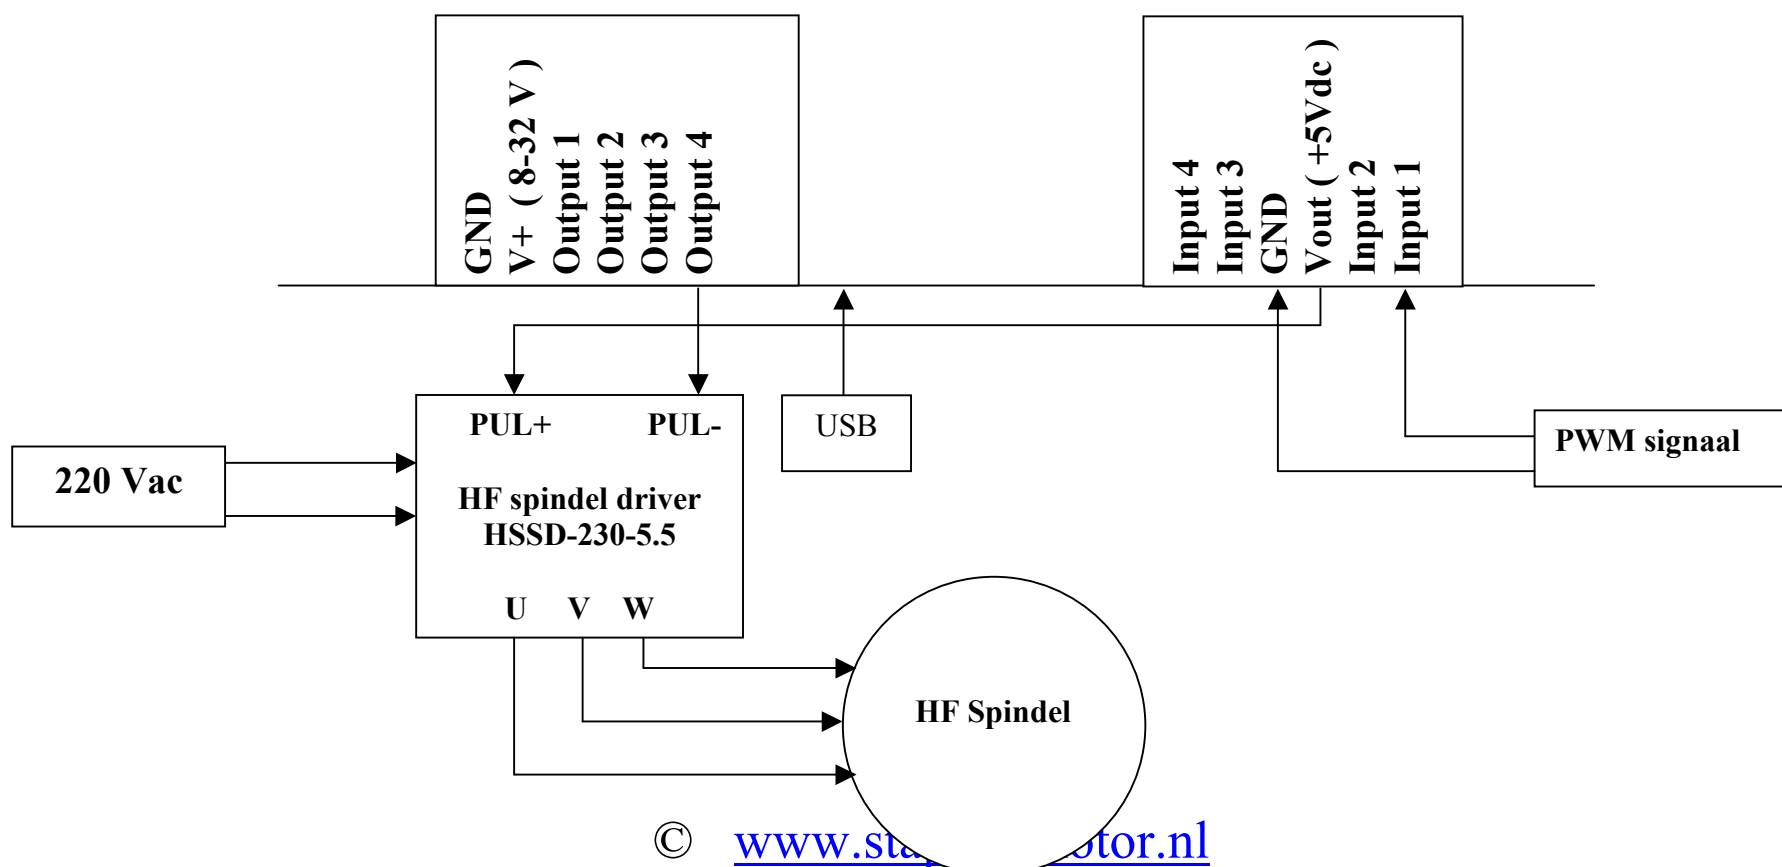 GND
V+ ( 8-32 V )
Output 1
Output 2
Output 3
Output 4
Input 4
Input 3
GND
Vout ( +5Vdc )
Input 2
Input 1
PUL+ PUL-
USB
PWM signaal
220 Vac
HF spindel driver
HSSD-230-5.5
U V W
HF Spindel
©